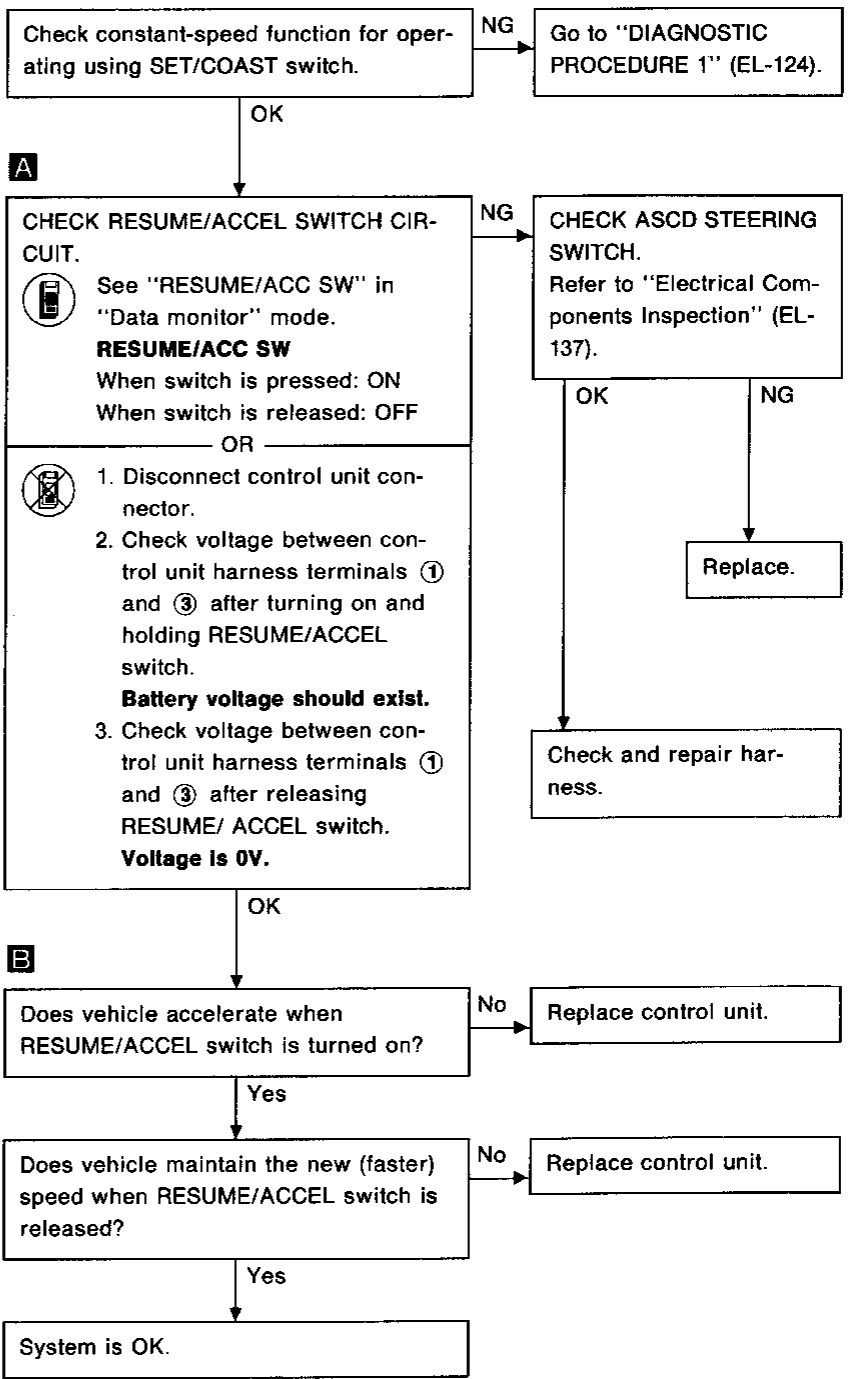 Check constant-speed function for oper-
ating using SET/COAST switch.
NG
Go to "DIAGNOSTIC
PROCEDURE 1" (EL-124).
OK
A
CHECK RESUME/ACCEL SWITCH CIR-
CUIT.
See "RESUME/ACC SW" in
"Data monitor" mode.
RESUME/ACC SW
When switch is pressed: ON
When switch is released: OFF
OR
1. Disconnect control unit con-
nector.
2. Check voltage between con-
trol unit harness terminals ①
and ③ after turning on and
holding RESUME/ACCEL
switch.
Battery voltage should exist.
3. Check voltage between con-
trol unit harness terminals ①
and ③ after releasing
RESUME/ ACCEL switch.
Voltage is 0V.
NG
CHECK ASCD STEERING
SWITCH.
Refer to "Electrical Com-
ponents Inspection" (EL-
137).
OK
NG
Replace.
Check and repair har-
ness.
OK
B
Does vehicle accelerate when
RESUME/ACCEL switch is turned on?
No
Replace control unit.
Yes
Does vehicle maintain the new (faster)
speed when RESUME/ACCEL switch is
released?
No
Replace control unit.
Yes
System is OK.